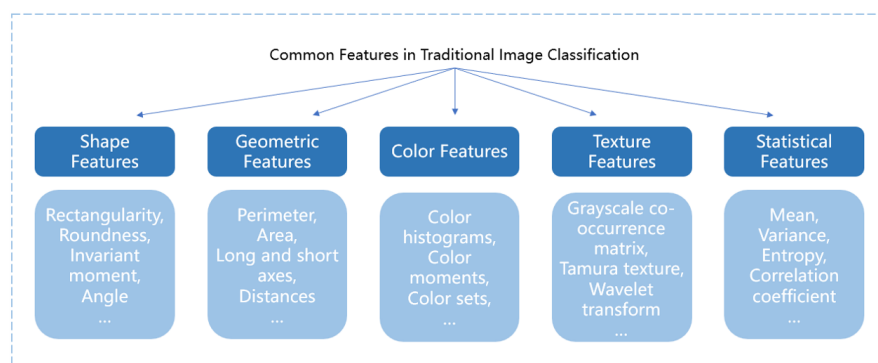 Common Features in Traditional Image Classification
Shape
Features
Geometric
Features
Color Features
Texture
Features
Statistical
Features
Rectangularity,
Roundness,
Invariant
moment,
Angle
...
Perimeter,
Area,
Long and short
axes,
Distances
...
Color
histograms,
Color
moments,
Color sets,
...
Grayscale co-
occurrence
matrix,
Tamura texture,
Wavelet
transform
...
Mean,
Variance,
Entropy,
Correlation
coefficient
...